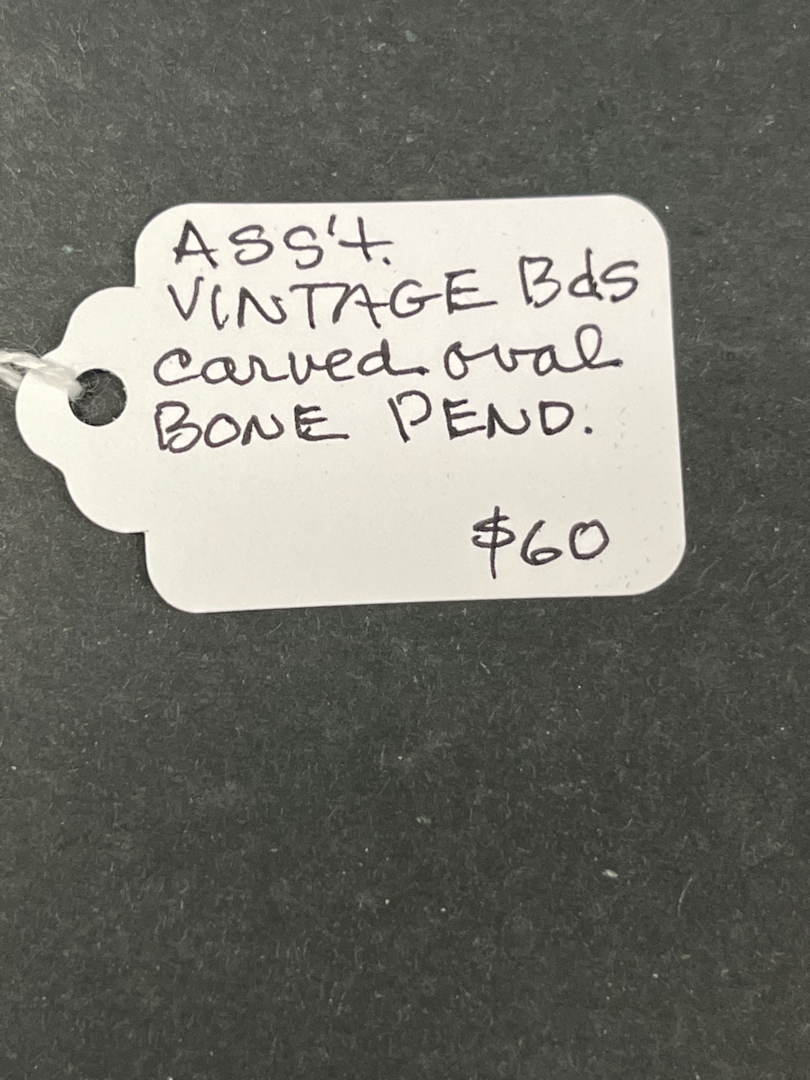 ASS't.
VINTAGE Bds
carved oval
BONE PEND.
$60